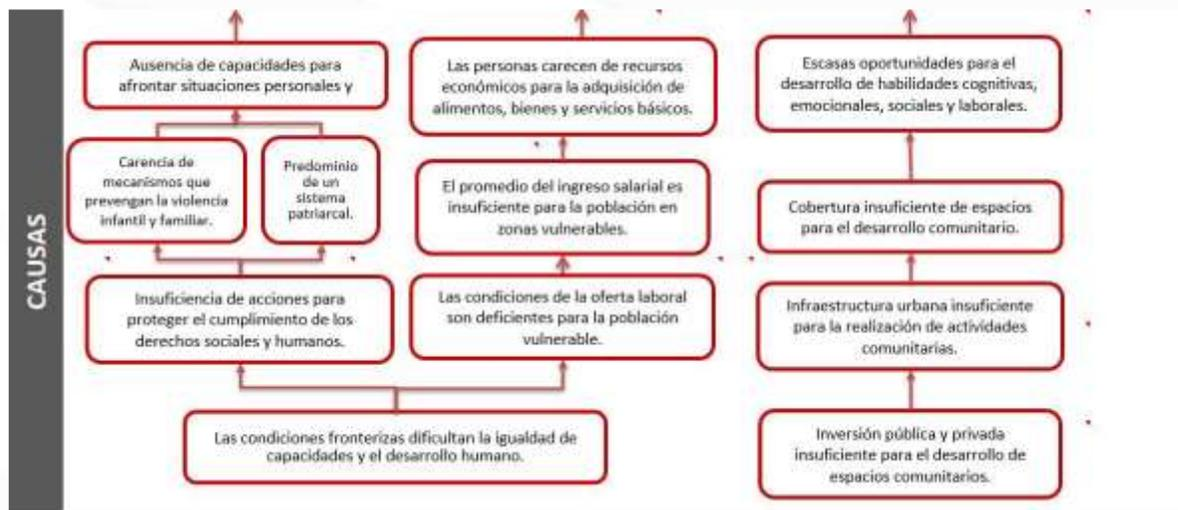 CAUSAS
Ausencia de capacidades para
afrontar situaciones personales y
Carencia de
mecanismos que
prevengan la violencia
infantil y familiar.
Predominio
de un
sistema
patriarcal.
Insuficiencia de acciones para
proteger el cumplimiento de los
derechos sociales y humanos.
Las personas carecen de recursos
económicos para la adquisición de
alimentos, bienes y servicios básicos.
El promedio del ingreso salarial es
insuficiente para la población en
zonas vulnerables.
Las condiciones de la oferta laboral
son deficientes para la población
vulnerable.
Las condiciones fronterizas dificultan la igualdad de
capacidades y el desarrollo humano.
Escasas oportunidades para el
desarrollo de habilidades cognitivas,
emocionales, sociales y laborales.
Cobertura insuficiente de espacios
para el desarrollo comunitario.
Infraestructura urbana insuficiente
para la realización de actividades
comunitarias.
Inversión pública y privada
insuficiente para el desarrollo de
espacios comunitarios.